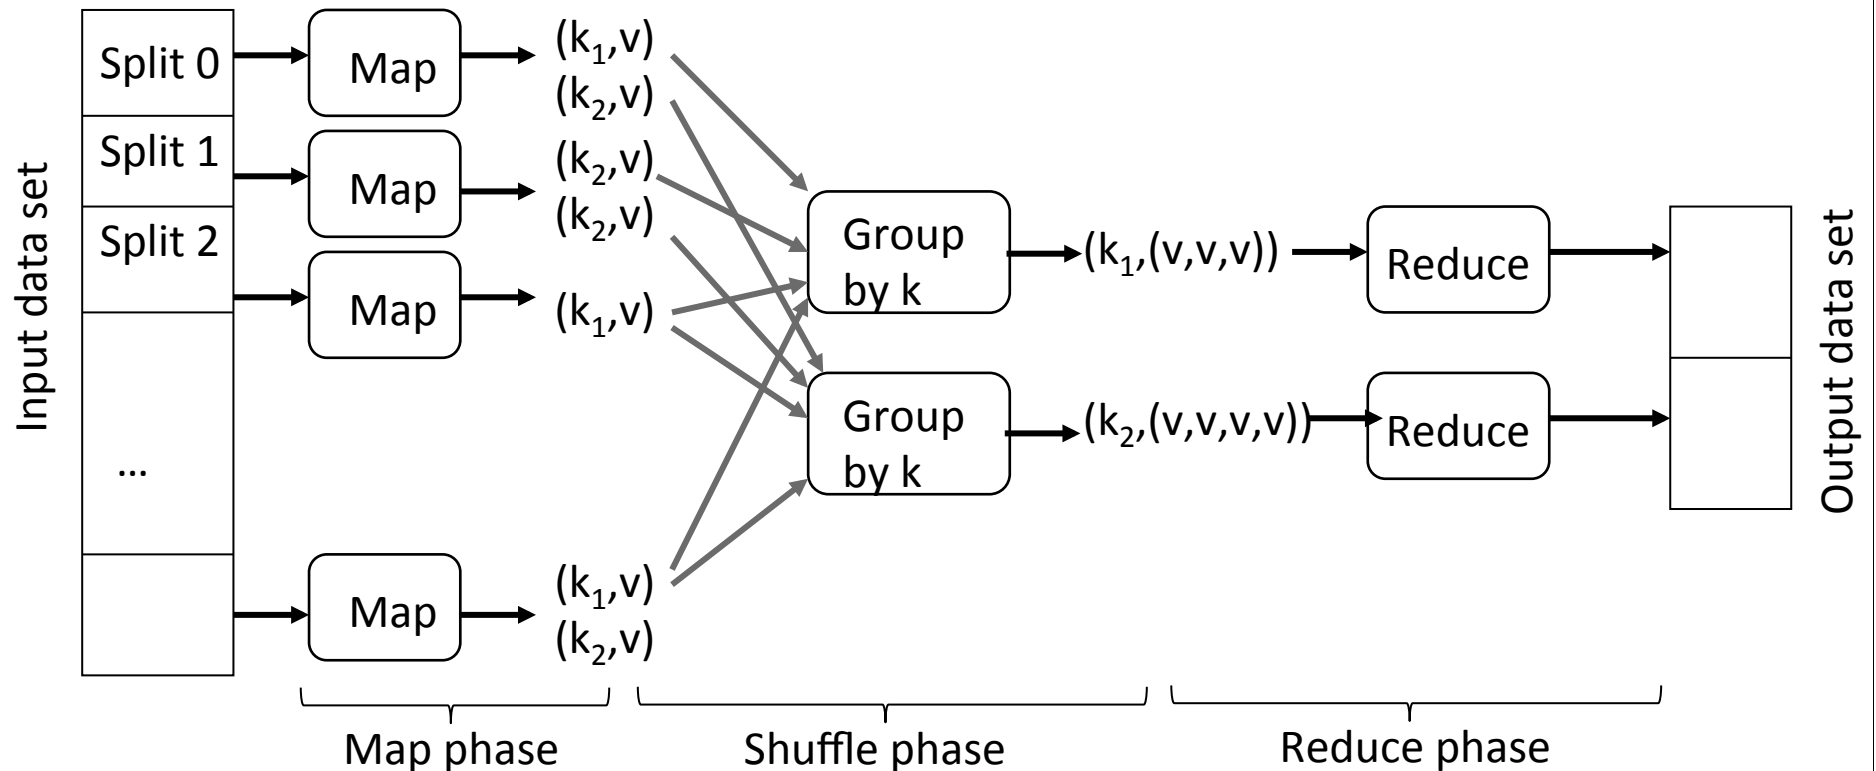 Input data set
Split 0
Split 1
Split 2
...
Map
Map
Map
Map
(k₁,v)
(k₂,v)
(k₂,v)
(k₂,v)
(k₁,v)
(k₁,v)
(k₂,v)
Group
by k
Group
by k
(k₁,(v,v,v))
(k₂,(v,v,v,v))
Reduce
Reduce
Output data set
Map phase
Shuffle phase
Reduce phase